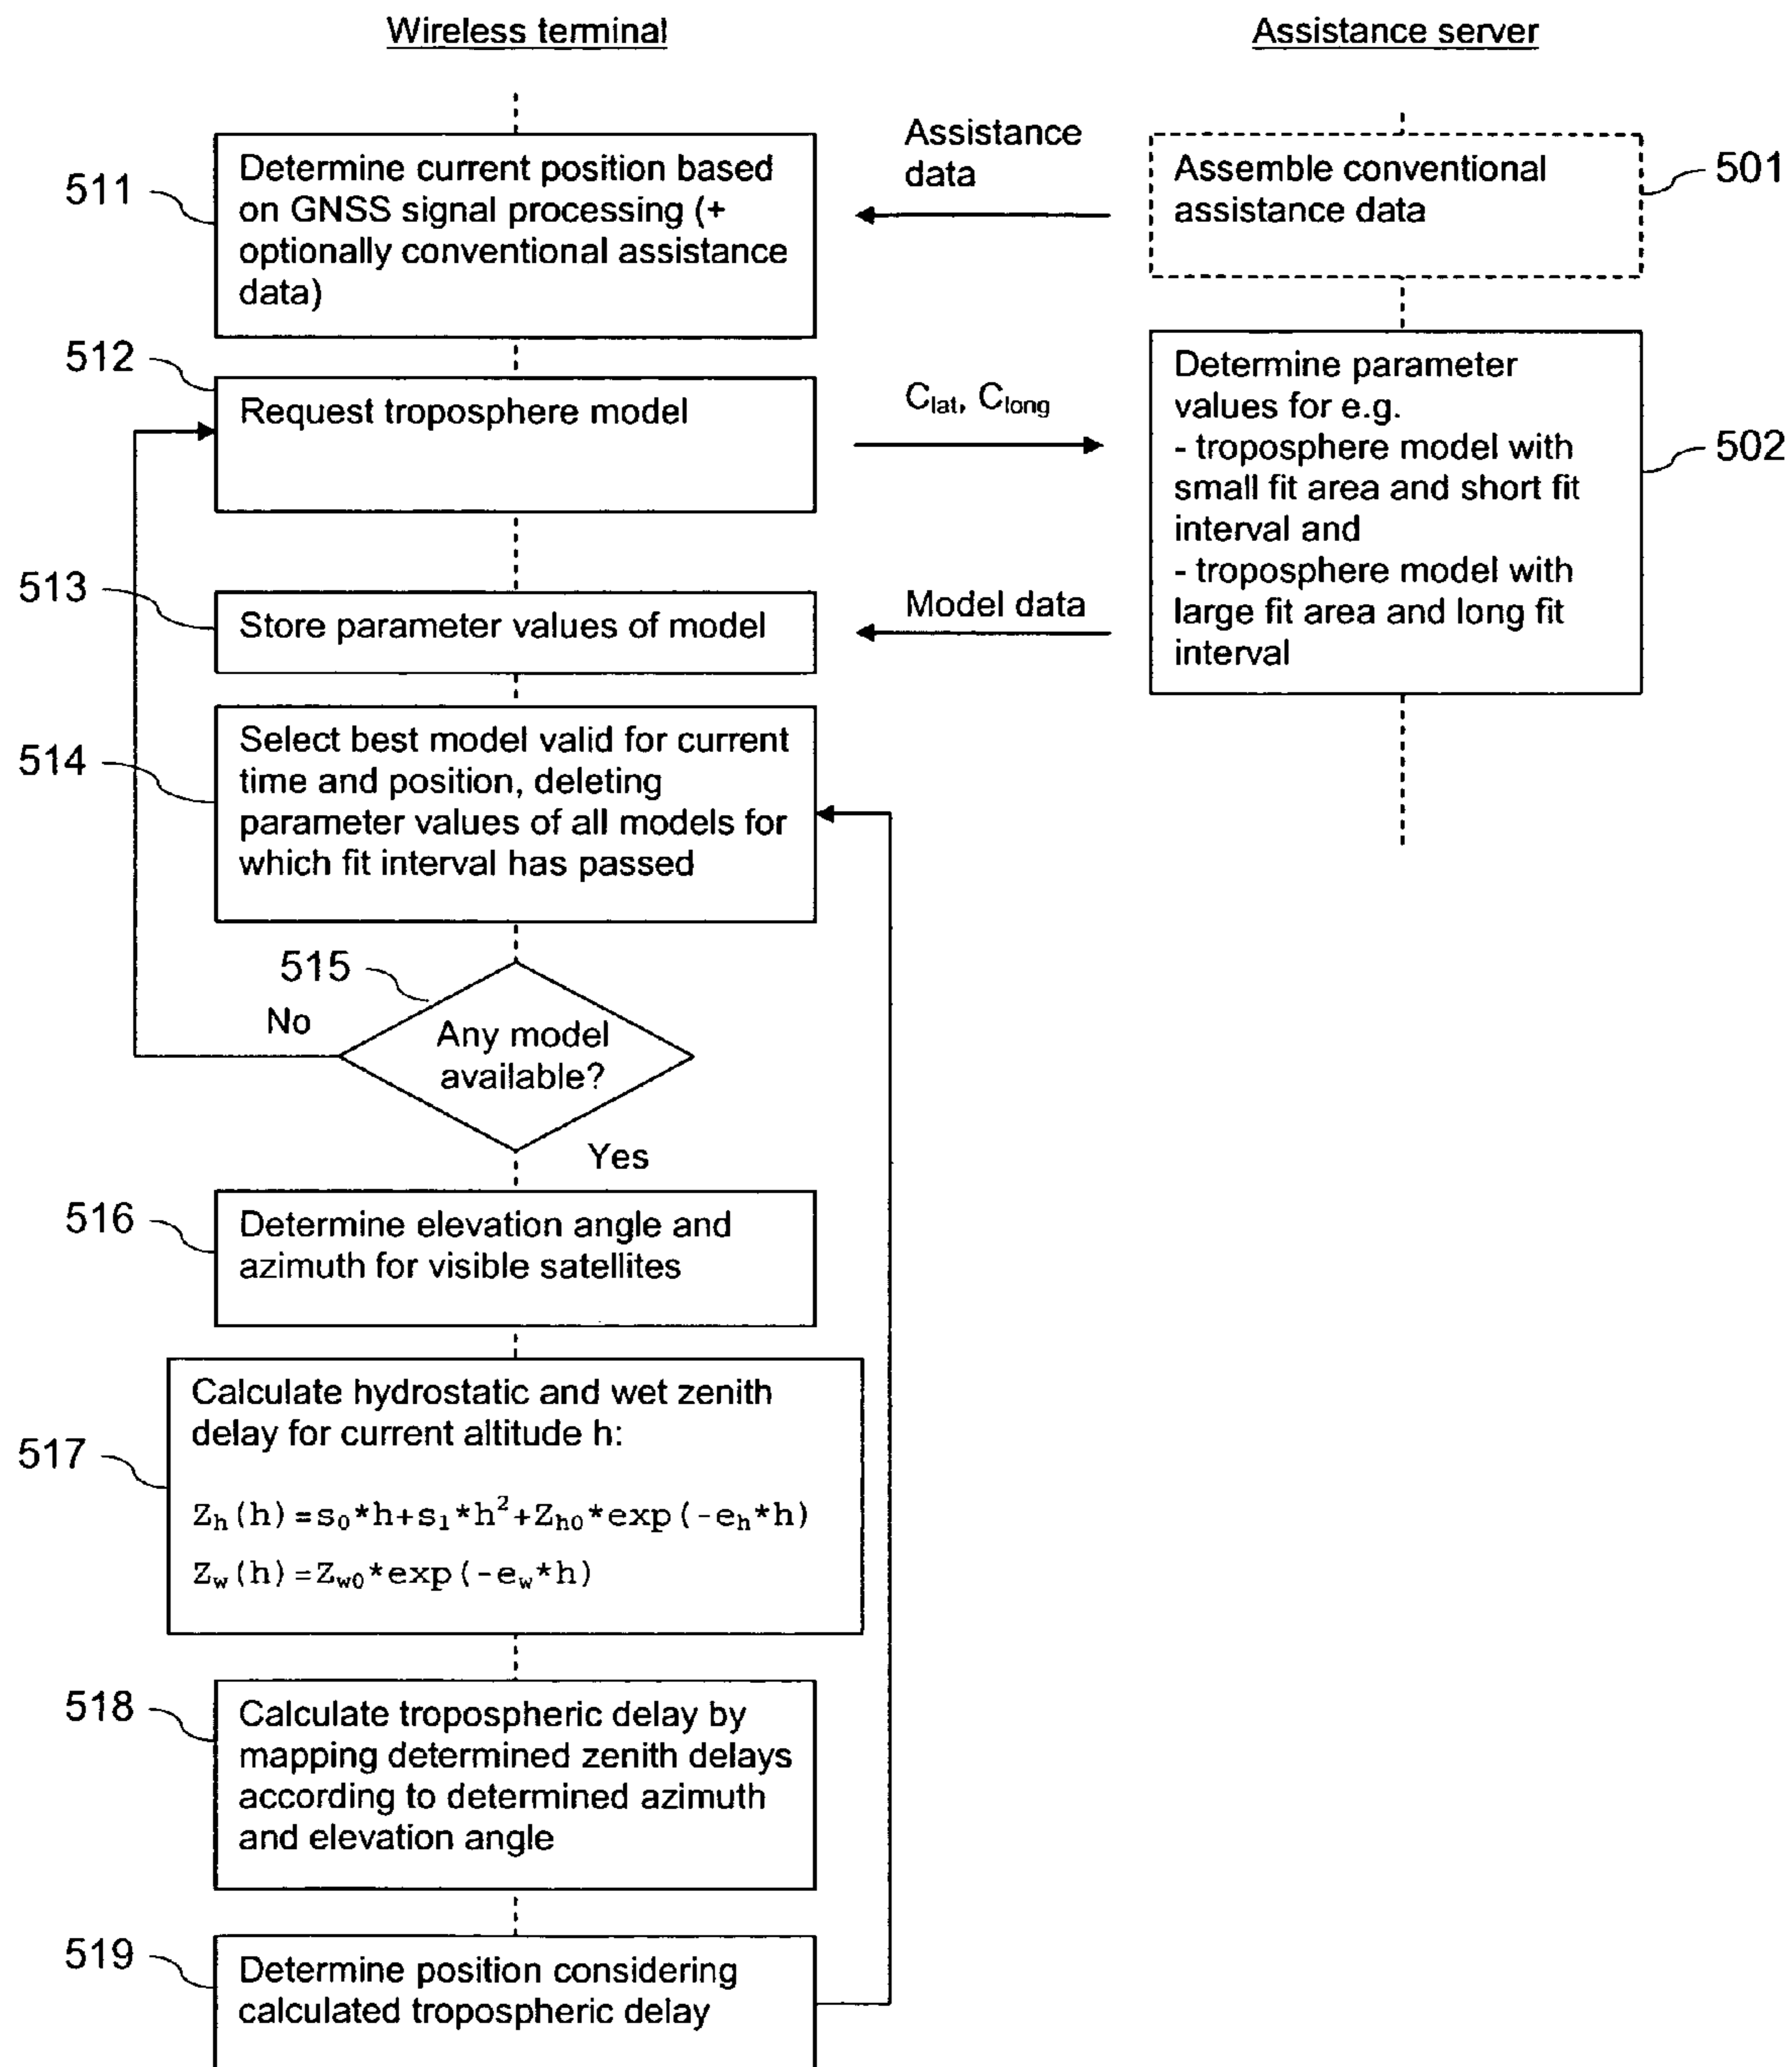 Wireless terminal
Assistance server
511
Determine current position based
on GNSS signal processing (+
optionally conventional assistance
data)
Assistance
data
Assemble conventional
assistance data
501
512
Request troposphere model
Clat, Clong
Determine parameter
values for e.g.
- troposphere model with
small fit area and short fit
interval and
- troposphere model with
large fit area and long fit
interval
502
513
Store parameter values of model
Model data
514
Select best model valid for current
time and position, deleting
parameter values of all models for
which fit interval has passed
515
No
Any model
available?
Yes
516
Determine elevation angle and
azimuth for visible satellites
517
Calculate hydrostatic and wet zenith
delay for current altitude h:
Zh(h)=s0*h+s1*h²+Zh0*exp(-eh*h)
Zw(h)=Zw0*exp(-ew*h)
518
Calculate tropospheric delay by
mapping determined zenith delays
according to determined azimuth
and elevation angle
519
Determine position considering
calculated tropospheric delay